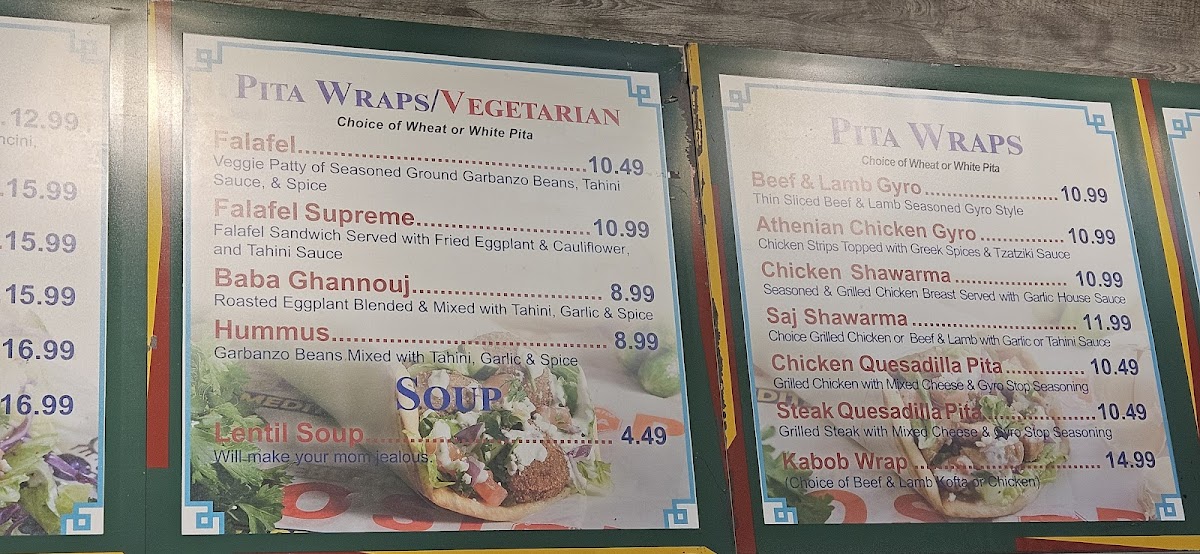 12.99
ncini,
15.99
15.99
15.99
16.99
16.99
PITA WRAPS/VEGETARIAN
Choice of Wheat or White Pita
Falafel..............................10.49
Veggie Patty of Seasoned Ground Garbanzo Beans, Tahini
Sauce, & Spice
Falafel Supreme..................10.99
Falafel Sandwich Served with Fried Eggplant & Cauliflower,
and Tahini Sauce
Baba Ghannouj.................... 8.99
Roasted Eggplant Blended & Mixed with Tahini, Garlic & Spice
Hummus.............................. 8.99
Garbanzo Beans Mixed with Tahini, Garlic & Spice
SOUP
Lentil Soup.......................... 4.49
Will make your mom jealous.
PITA WRAPS
Choice of Wheat or White Pita
Beef & Lamb Gyro.................. 10.99
Thin Sliced Beef & Lamb Seasoned Gyro Style
Athenian Chicken Gyro ............ 10.99
Chicken Strips Topped with Greek Spices & Tzatziki Sauce
Chicken Shawarma ................ 10.99
Seasoned & Grilled Chicken Breast Served with Garlic House Sauce
Saj Shawarma ........................ 11.99
Choice Grilled Chicken or Beef & Lamb with Garlic or Tahini Sauce
Chicken Quesadilla Pita............ 10.49
Grilled Chicken with Mixed Cheese & Gyro Stop Seasoning
Steak Quesadilla Pita................10.49
Grilled Steak with Mixed Cheese & Gyro Stop Seasoning
Kabob Wrap .......................... 14.99
(Choice of Beef & Lamb Kofta or Chicken)